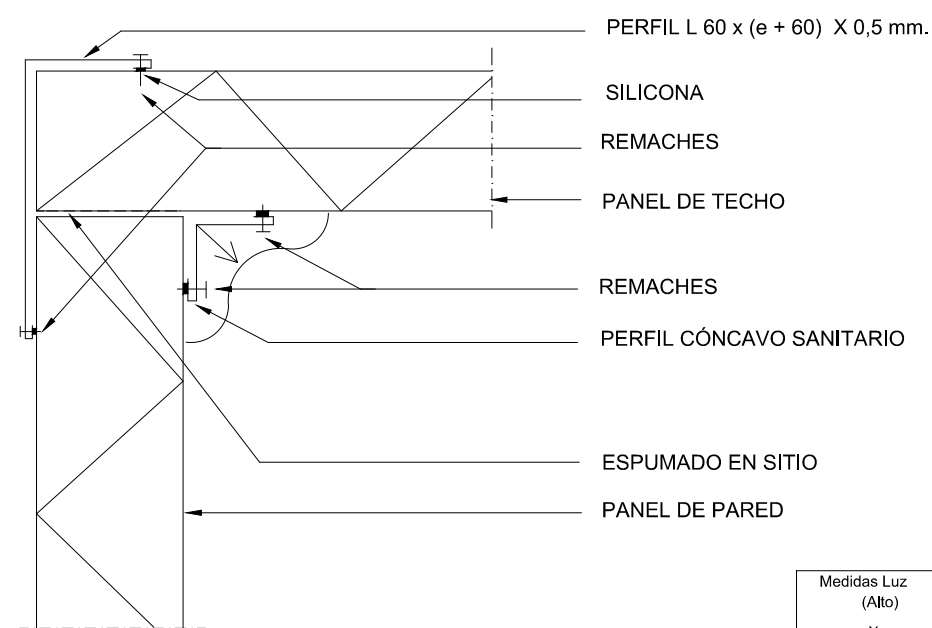 PERFIL L 60 x (e + 60) X 0,5 mm.
SILICONA
REMACHES
PANEL DE TECHO
REMACHES
PERFIL CÓNCAVO SANITARIO
ESPUMADO EN SITIO
PANEL DE PARED
Medidas Luz
(Alto)